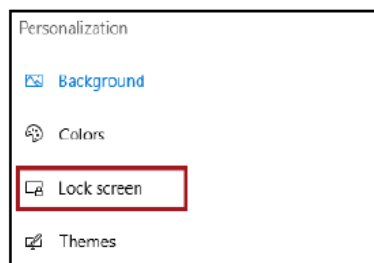 Personalization
Background
Colors
Lock screen
Themes